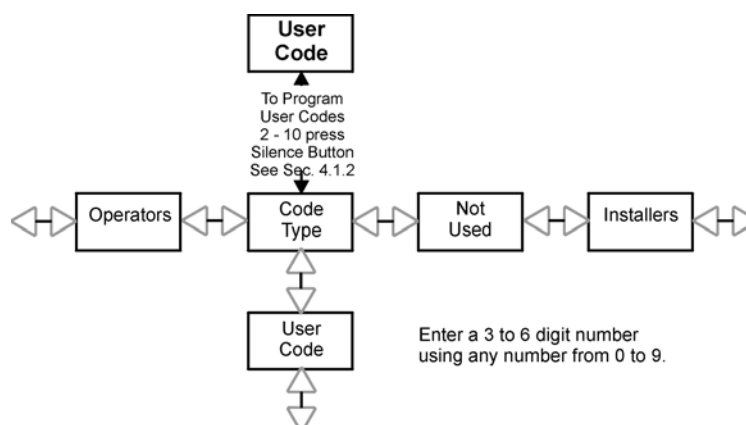 User
Code
To Program
User Codes
2 - 10 press
Silence Button
See Sec. 4.1.2
Operators
Code
Type
Not
Used
Installers
User
Code
Enter a 3 to 6 digit number
using any number from 0 to 9.